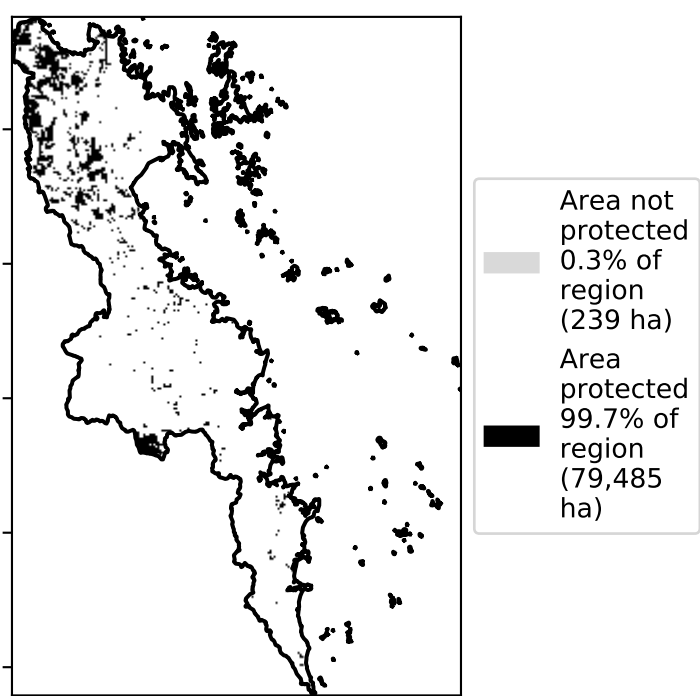 Area not
protected
0.3% of
region
(239 ha)
Area
protected
99.7% of
region
(79,485
ha)